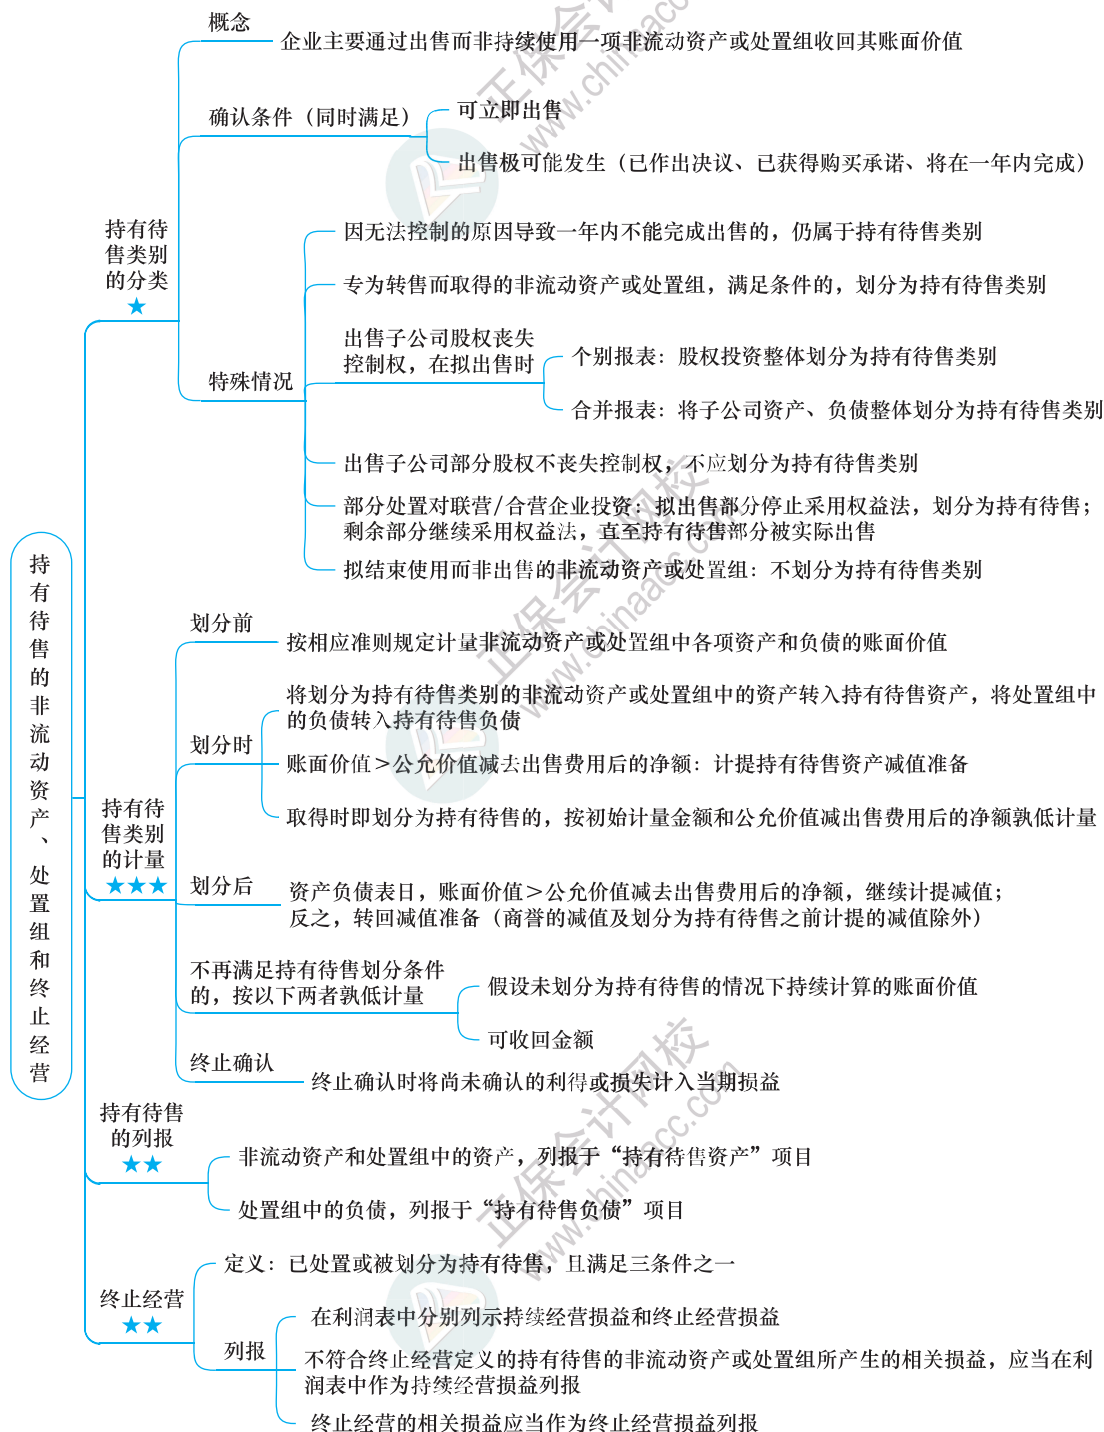 持有待售的非流动资产、处置组和终止经营
持有待
售类别
的分类
★
概念
企业主要通过出售而非持续使用一项非流动资产或处置组收回其账面价值
确认条件（同时满足）
可立即出售
出售极可能发生（已作出决议、已获得购买承诺、将在一年内完成）
特殊情况
因无法控制的原因导致一年内不能完成出售的，仍属于持有待售类别
专为转售而取得的非流动资产或处置组，满足条件的，划分为持有待售类别
出售子公司股权丧失
控制权，在拟出售时
个别报表：股权投资整体划分为持有待售类别
合并报表：将子公司资产、负债整体划分为持有待售类别
出售子公司部分股权不丧失控制权，不应划分为持有待售类别
部分处置对联营/合营企业投资：拟出售部分停止采用权益法，划分为持有待售；
剩余部分继续采用权益法，直至持有待售部分被实际出售
拟结束使用而非出售的非流动资产或处置组：不划分为持有待售类别
持有待
售类别
的计量
★★★
划分前
按相应准则规定计量非流动资产或处置组中各项资产和负债的账面价值
划分时
将划分为持有待售类别的非流动资产或处置组中的资产转入持有待售资产，将处置组中
的负债转入持有待售负债
账面价值＞公允价值减去出售费用后的净额：计提持有待售资产减值准备
取得时即划分为持有待售的，按初始计量金额和公允价值减出售费用后的净额孰低计量
划分后
资产负债表日，账面价值＞公允价值减去出售费用后的净额，继续计提减值；
反之，转回减值准备（商誉的减值及划分为持有待售之前计提的减值除外）
不再满足持有待售划分条件
的，按以下两者孰低计量
假设未划分为持有待售的情况下持续计算的账面价值
可收回金额
终止确认
终止确认时将尚未确认的利得或损失计入当期损益
持有待售
的列报
★★
非流动资产和处置组中的资产，列报于“持有待售资产”项目
处置组中的负债，列报于“持有待售负债”项目
终止经营
★★
定义：已处置或被划分为持有待售，且满足三条件之一
列报
在利润表中分别列示持续经营损益和终止经营损益
不符合终止经营定义的持有待售的非流动资产或处置组所产生的相关损益，应当在利
润表中作为持续经营损益列报
终止经营的相关损益应当作为终止经营损益列报
正保会计
www.chinaacc
正保会计网校
www.chinaacc.com
正保会计网校
www.chinaacc.com